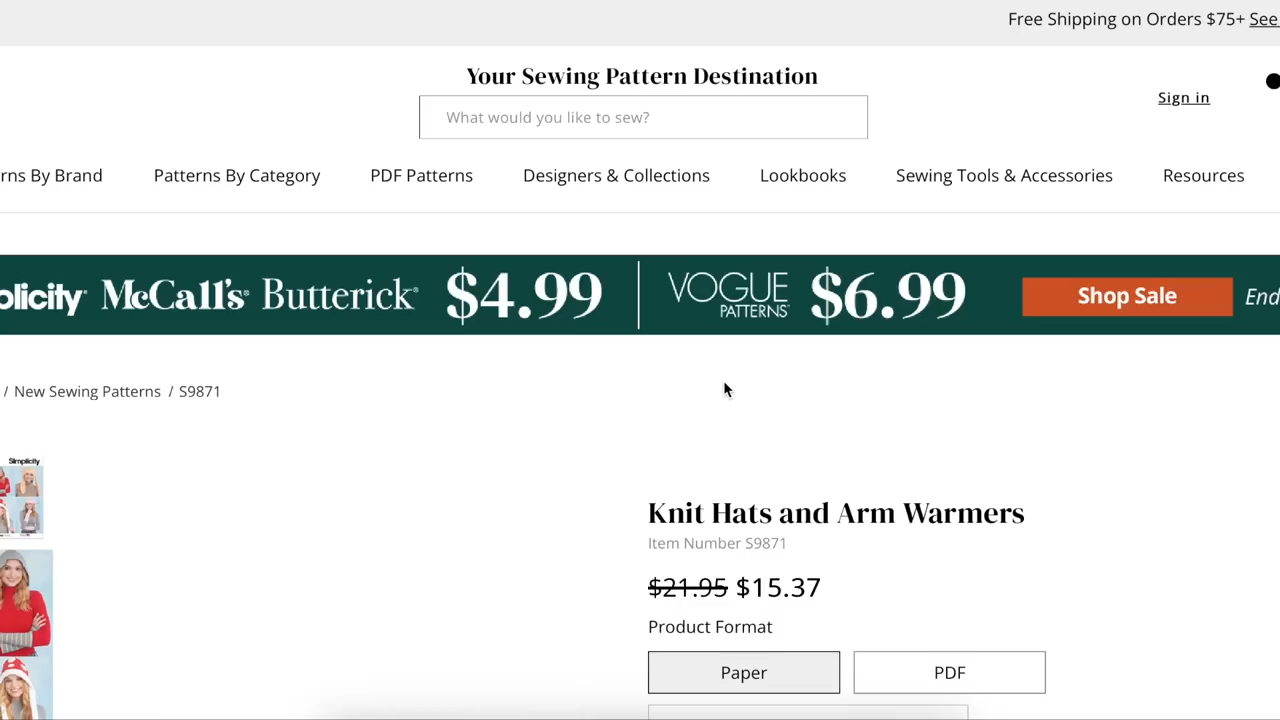 Free Shipping on Orders $75+ See
Your Sewing Pattern Destination
What would you like to sew?
Sign in
rns By Brand
Patterns By Category
PDF Patterns
Designers & Collections
Lookbooks
Sewing Tools & Accessories
Resources
plicity McCall's Butterick $4.99 VOGUE PATTERNS $6.99 Shop Sale End
/ New Sewing Patterns / S9871
Simplicity
Knit Hats and Arm Warmers
Item Number S9871
$21.95 $15.37
Product Format
Paper
PDF